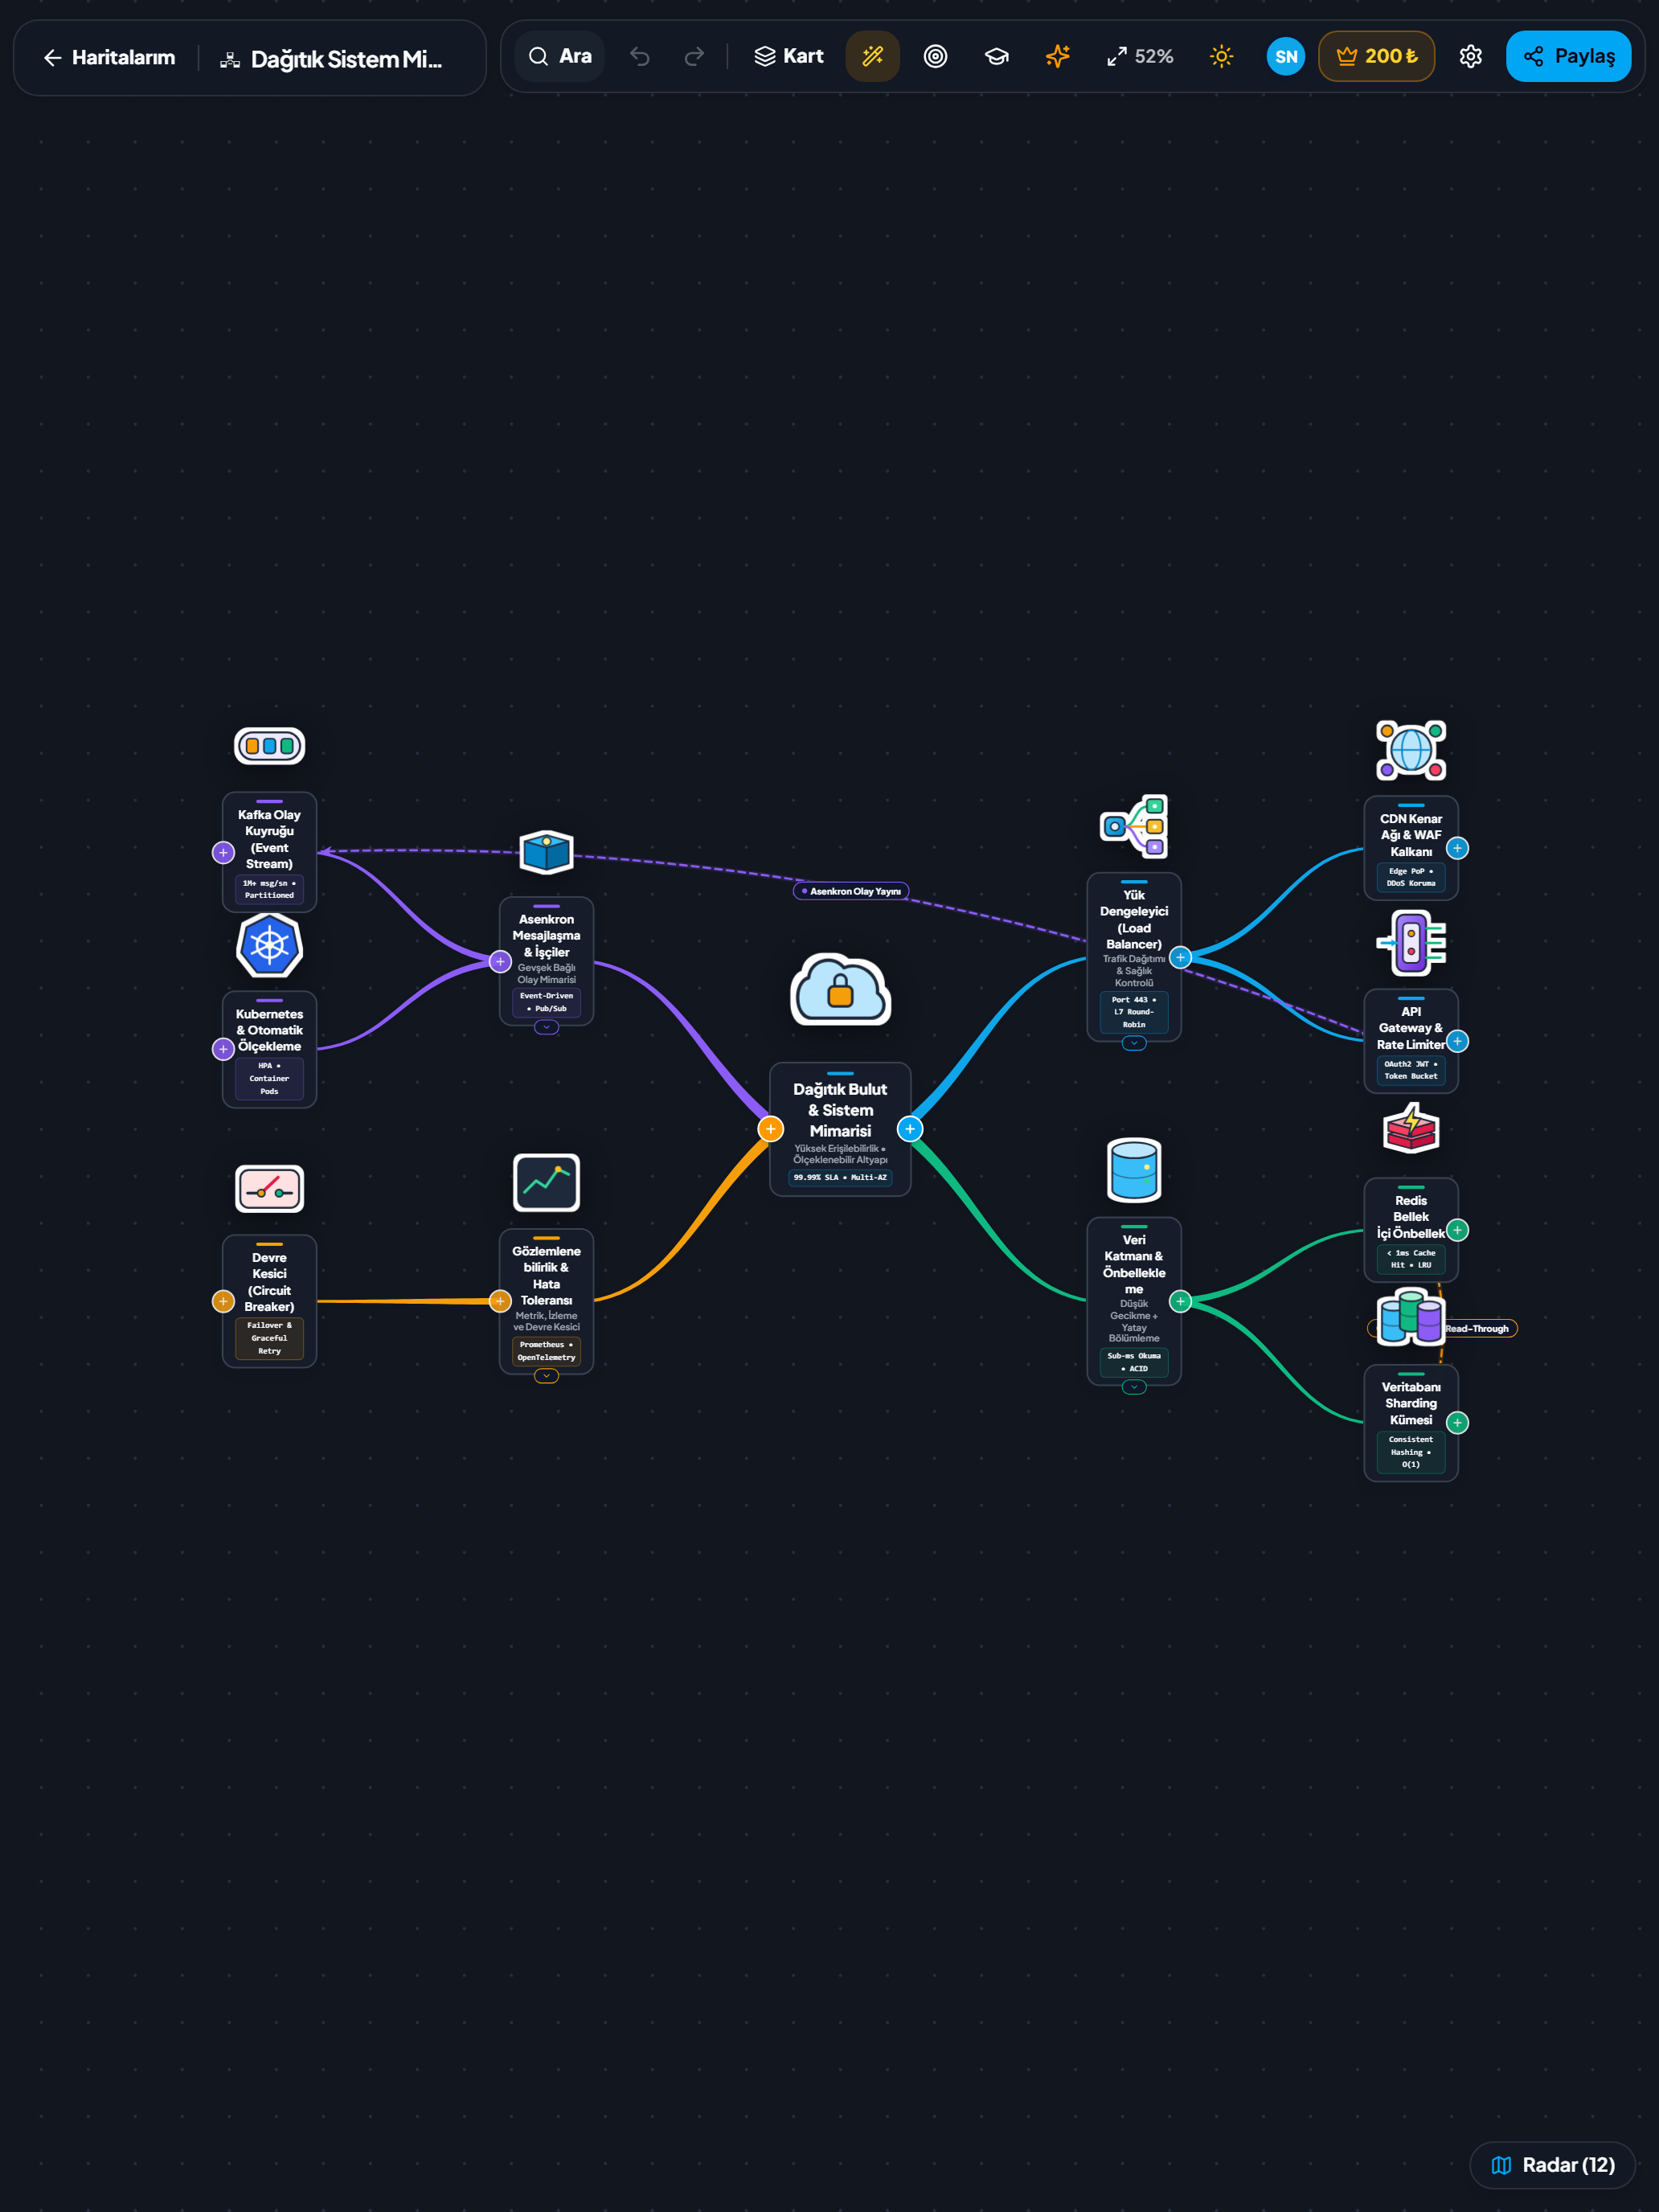 Haritalarım
Dağıtık Sistem Mi...
Ara
Kart
52%
SN
200 ₺
Paylaş
Kafka Olay
Kuyruğu
(Event
Stream)
1M+ msg/sn •
Partitioned
Kubernetes
& Otomatik
Ölçekleme
HPA •
Container
Pods
Devre
Kesici
(Circuit
Breaker)
Failover &
Graceful
Retry
Asenkron
Mesajlaşma
& İşçiler
Gevşek Bağlı
Olay Mimarisi
Event-Driven
• Pub/Sub
Gözlemlene
bilirlik &
Hata
Toleransı
Metrik, İzleme
ve Devre Kesici
Prometheus •
OpenTelemetry
Asenkron Olay Yayını
Dağıtık Bulut
& Sistem
Mimarisi
Yüksek Erişilebilirlik •
Ölçeklenebilir Altyapı
99.99% SLA • Multi-AZ
Yük
Dengeleyici
(Load
Balancer)
Trafik Dağıtımı
& Sağlık
Kontrolü
Port 443 •
L7 Round-
Robin
Veri
Katmanı &
Önbellekle
me
Düşük
Gecikme +
Yatay
Bölümleme
Sub-ms Okuma
• ACID
CDN Kenar
Ağı & WAF
Kalkanı
Edge PoP •
DDoS Koruma
API
Gateway &
Rate Limiter
OAuth2 JWT •
Token Bucket
Redis
Bellek
İçi Önbellek
< 1ms Cache
Hit • LRU
Read-Through
Veritabanı
Sharding
Kümesi
Consistent
Hashing •
O(1)
Radar (12)